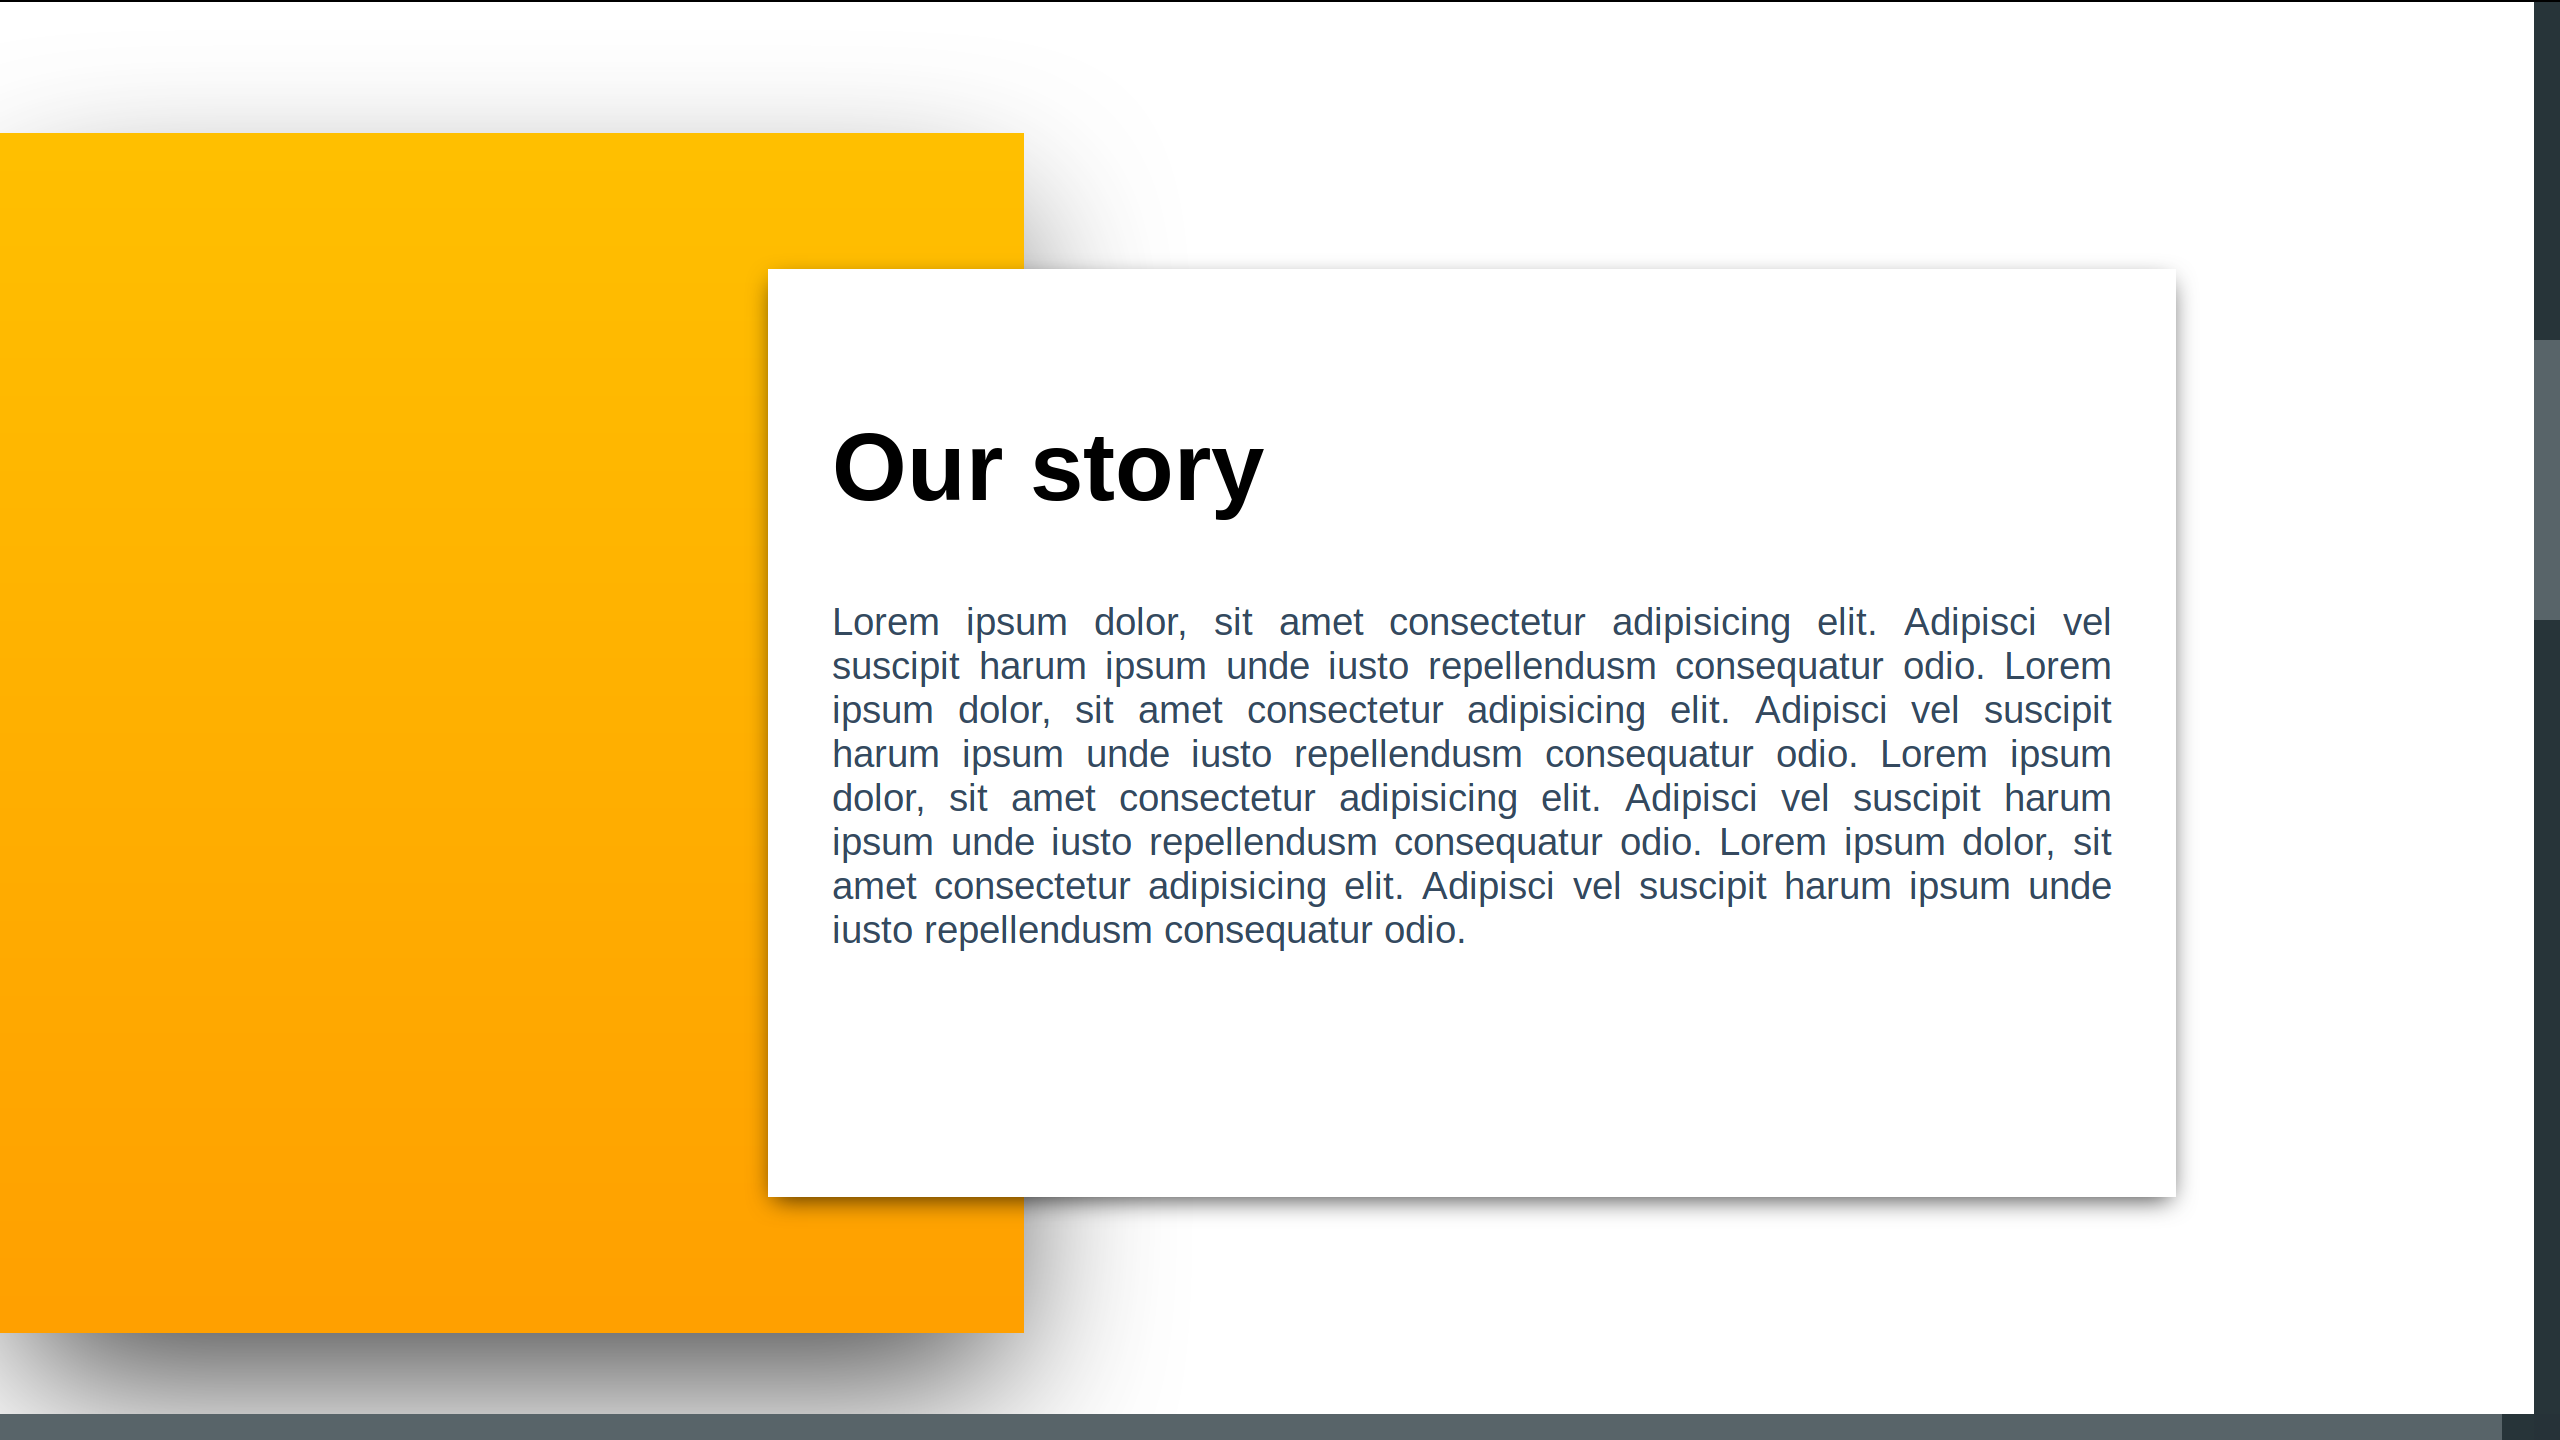 Our story
Lorem ipsum dolor, sit amet consectetur adipisicing elit. Adipisci vel
suscipit harum ipsum unde iusto repellendusm consequatur odio. Lorem
ipsum dolor, sit amet consectetur adipisicing elit. Adipisci vel suscipit
harum ipsum unde iusto repellendusm consequatur odio. Lorem ipsum
dolor, sit amet consectetur adipisicing elit. Adipisci vel suscipit harum
ipsum unde iusto repellendusm consequatur odio. Lorem ipsum dolor, sit
amet consectetur adipisicing elit. Adipisci vel suscipit harum ipsum unde
iusto repellendusm consequatur odio.